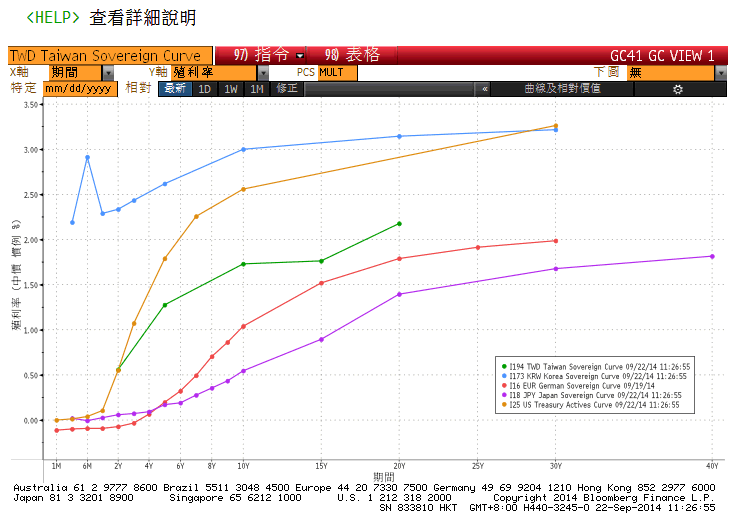 <HELP> 查看詳細說明
TWD Taiwan Sovereign Curve 97) 指令 98) 表格 GC41 GC VIEW 1
X軸 期間 Y軸 殖利率 PCS MULT 下圖 無
特定 mm/dd/yyyy 相對 最新 1D 1W 1M 修正 « 曲線及相對價值
3.50
3.00
2.50
2.00
1.50
1.00
0.50
0.00
殖利率 (中價 慣例 %)
I194 TWD Taiwan Sovereign Curve 09/22/14 11:26:55
I173 KRW Korea Sovereign Curve 09/22/14 11:26:55
I16 EUR German Sovereign Curve 09/19/14
I18 JPY Japan Sovereign Curve 09/22/14 11:26:55
I25 US Treasury Actives Curve 09/22/14 11:26:55
1M 6M 2Y 4Y 6Y 8Y 10Y 15Y 20Y 25Y 30Y 40Y
期間
Australia 61 2 9777 8600 Brazil 5511 3048 4500 Europe 44 20 7330 7500 Germany 49 69 9204 1210 Hong Kong 852 2977 6000
Japan 81 3 3201 8900 Singapore 65 6212 1000 U.S. 1 212 318 2000 Copyright 2014 Bloomberg Finance L.P.
SN 833810 HKT GMT+8:00 H440-3245-0 22-Sep-2014 11:26:55